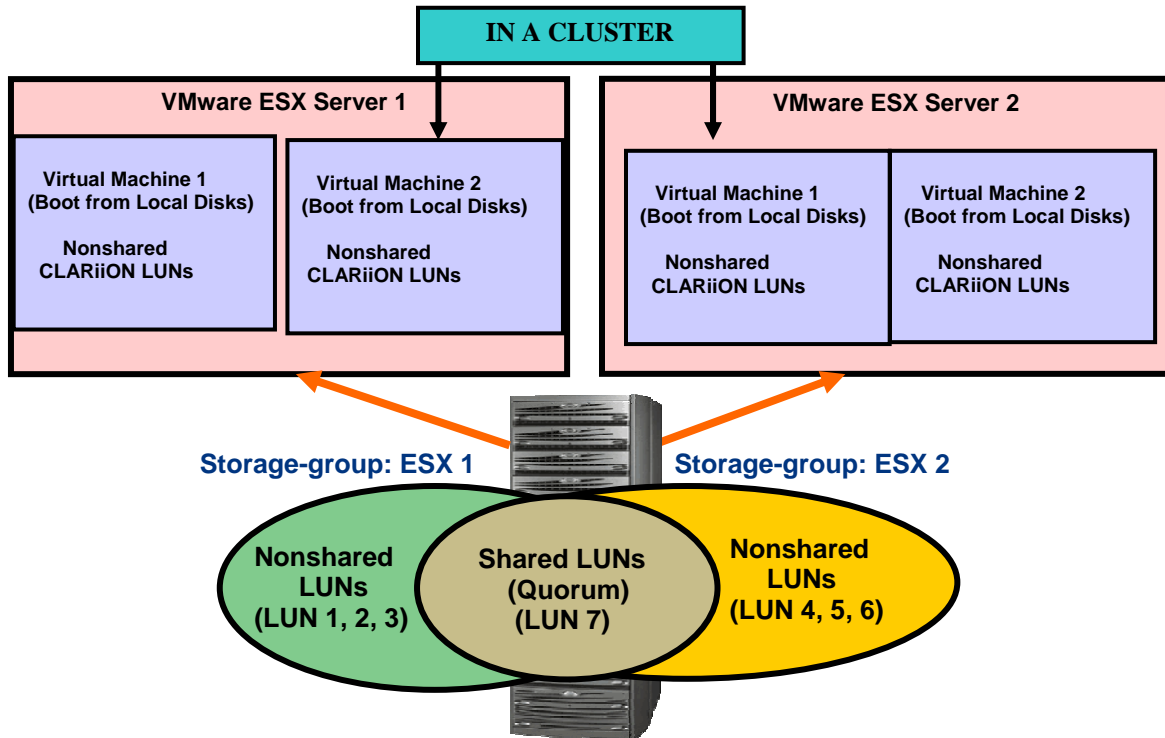 IN A CLUSTER
VMware ESX Server 1
Virtual Machine 1
(Boot from Local Disks)
Nonshared
CLARiiON LUNs
Virtual Machine 2
(Boot from Local Disks)
Nonshared
CLARiiON LUNs
VMware ESX Server 2
Virtual Machine 1
(Boot from Local Disks)
Nonshared
CLARiiON LUNs
Virtual Machine 2
(Boot from Local Disks)
Nonshared
CLARiiON LUNs
Storage-group: ESX 1
Storage-group: ESX 2
Nonshared
LUNs
(LUN 1, 2, 3)
Shared LUNs
(Quorum)
(LUN 7)
Nonshared
LUNs
(LUN 4, 5, 6)